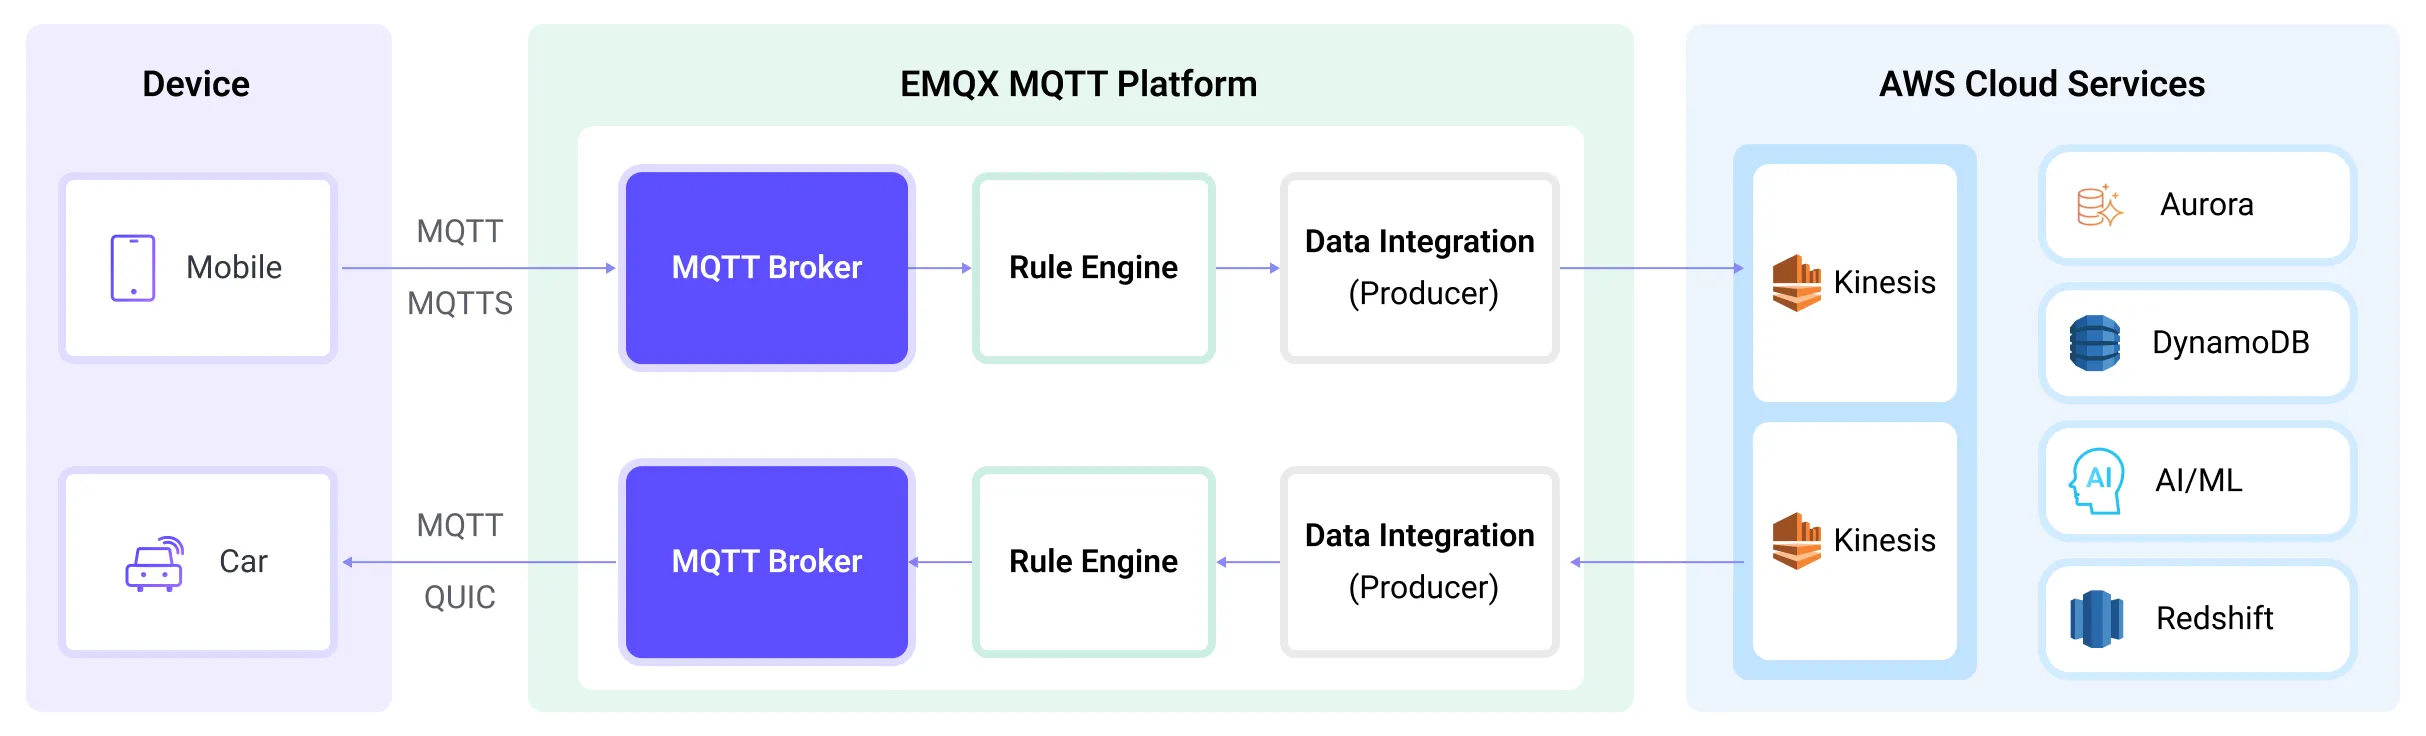 Device
Mobile
Car
MQTT
MQTTS
MQTT
QUIC
EMQX MQTT Platform
MQTT Broker
Rule Engine
Data Integration
(Producer)
MQTT Broker
Rule Engine
Data Integration
(Producer)
AWS Cloud Services
Kinesis
Kinesis
Aurora
DynamoDB
AI
AI/ML
Redshift